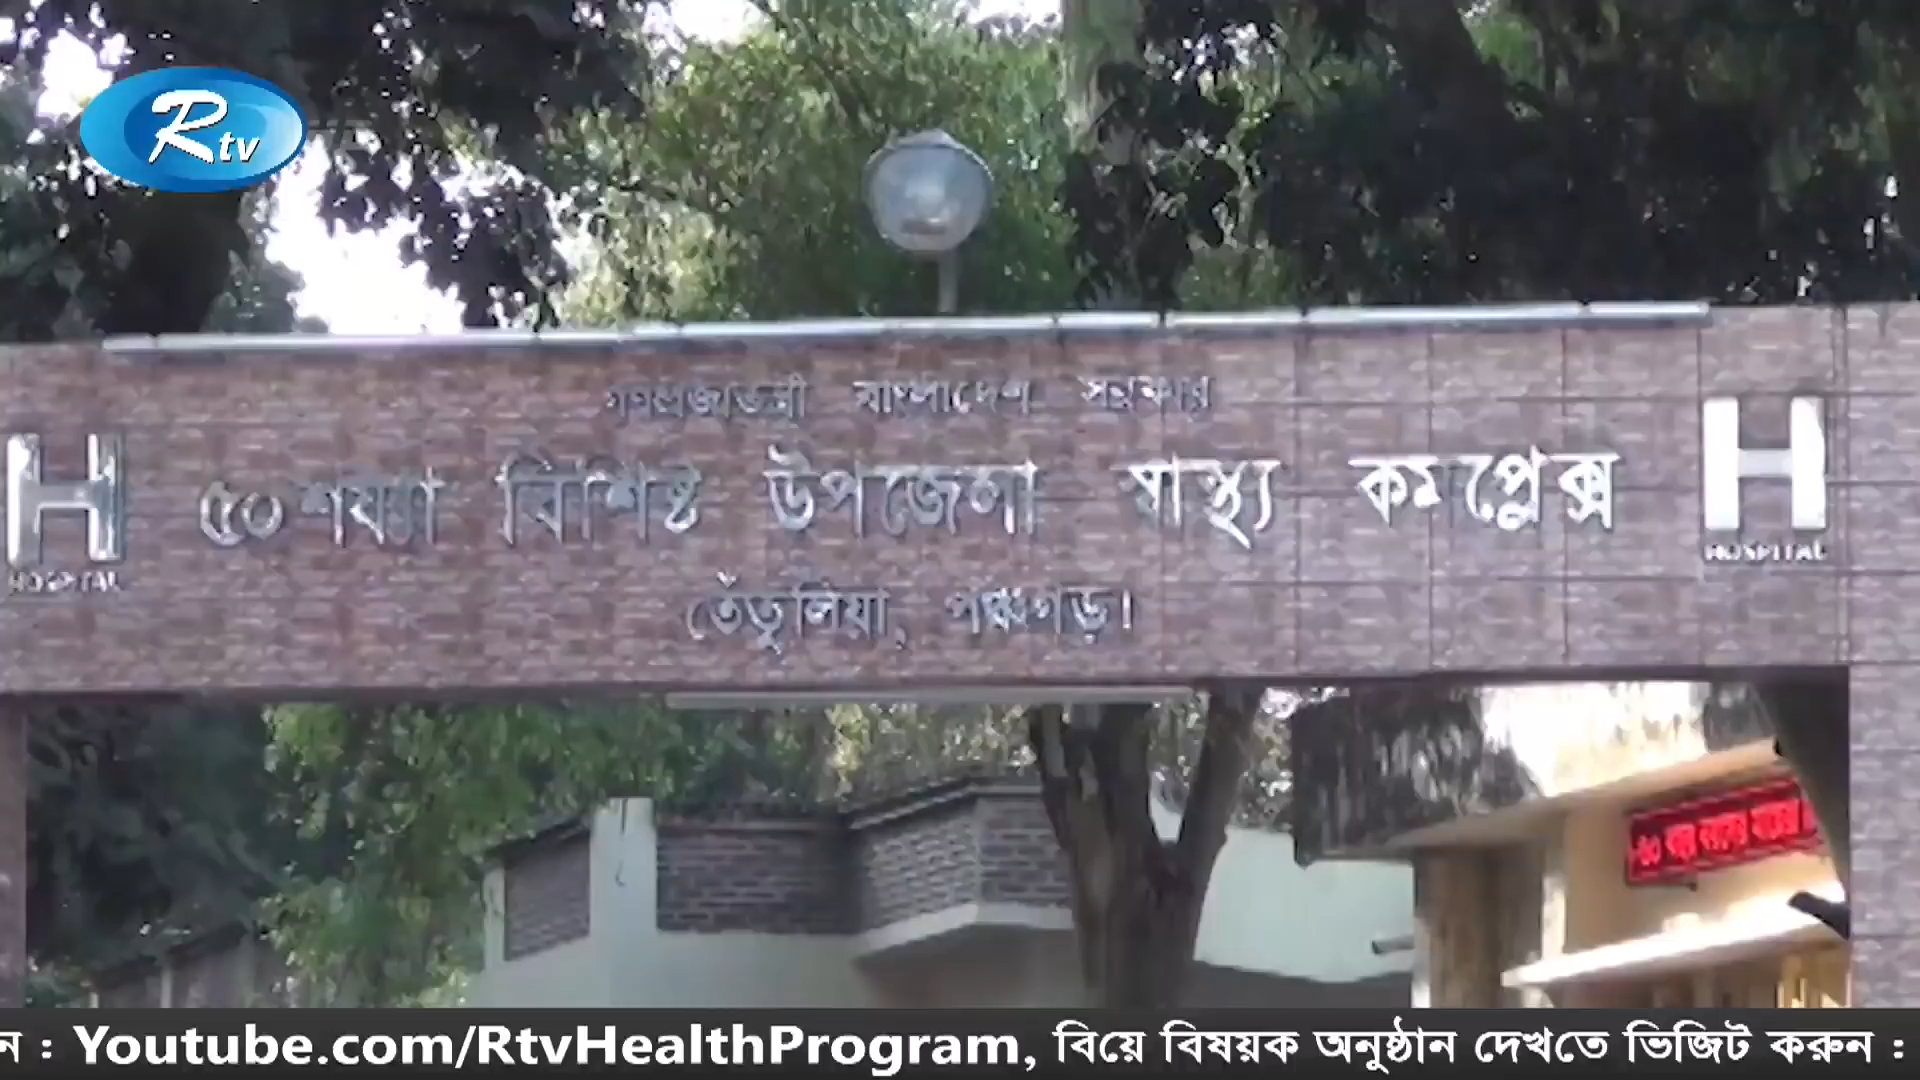 Rtv
গণপ্রজাতন্ত্রী বাংলাদেশ সরকার
৫০ শয্যা বিশিষ্ট উপজেলা স্বাস্থ্য কমপ্লেক্স
তেঁতুলিয়া, পঞ্চগড়।
H
HOSPITAL
H
HOSPITAL
ন : Youtube.com/RtvHealthProgram, বিয়ে বিষয়ক অনুষ্ঠান দেখতে ভিজিট করুন :